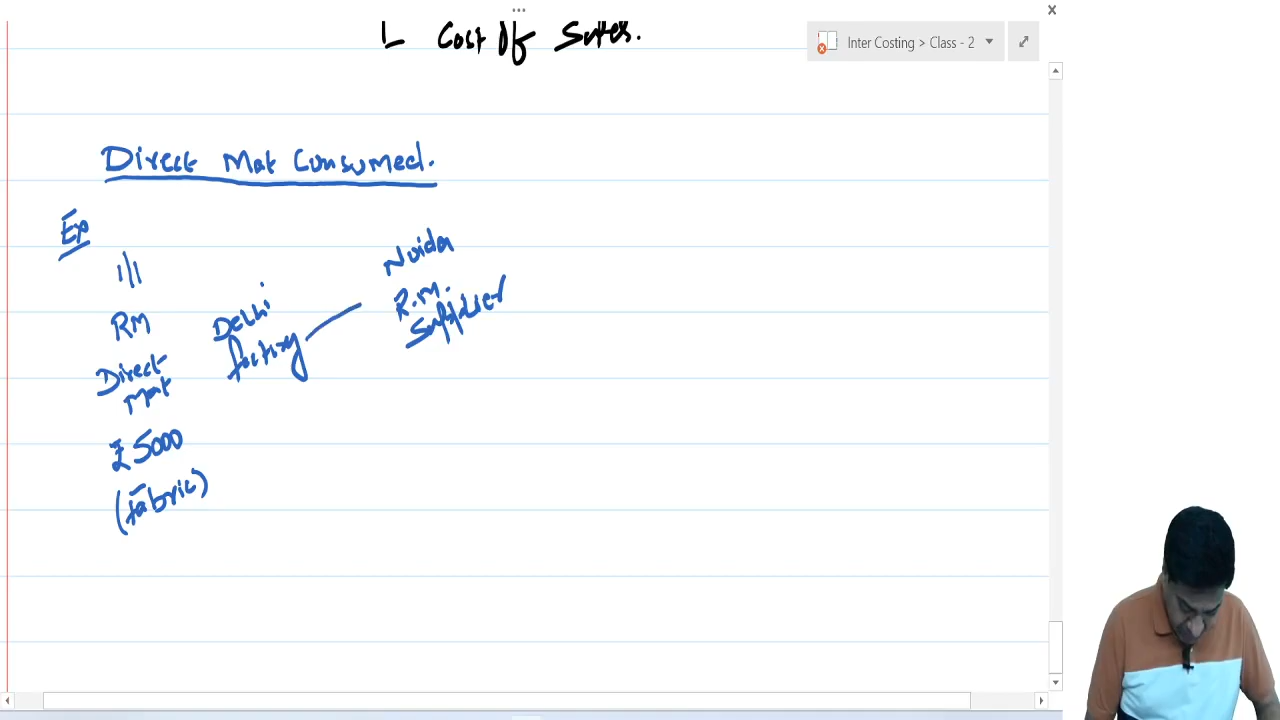 L Cost Of Sales.
Inter Costing > Class - 2
Direct Mat Consumed.
Ex
1/1
RM
Direct
Mat
₹5000
(fabric)
Delhi
factory
Noida
R.M.
Supplier